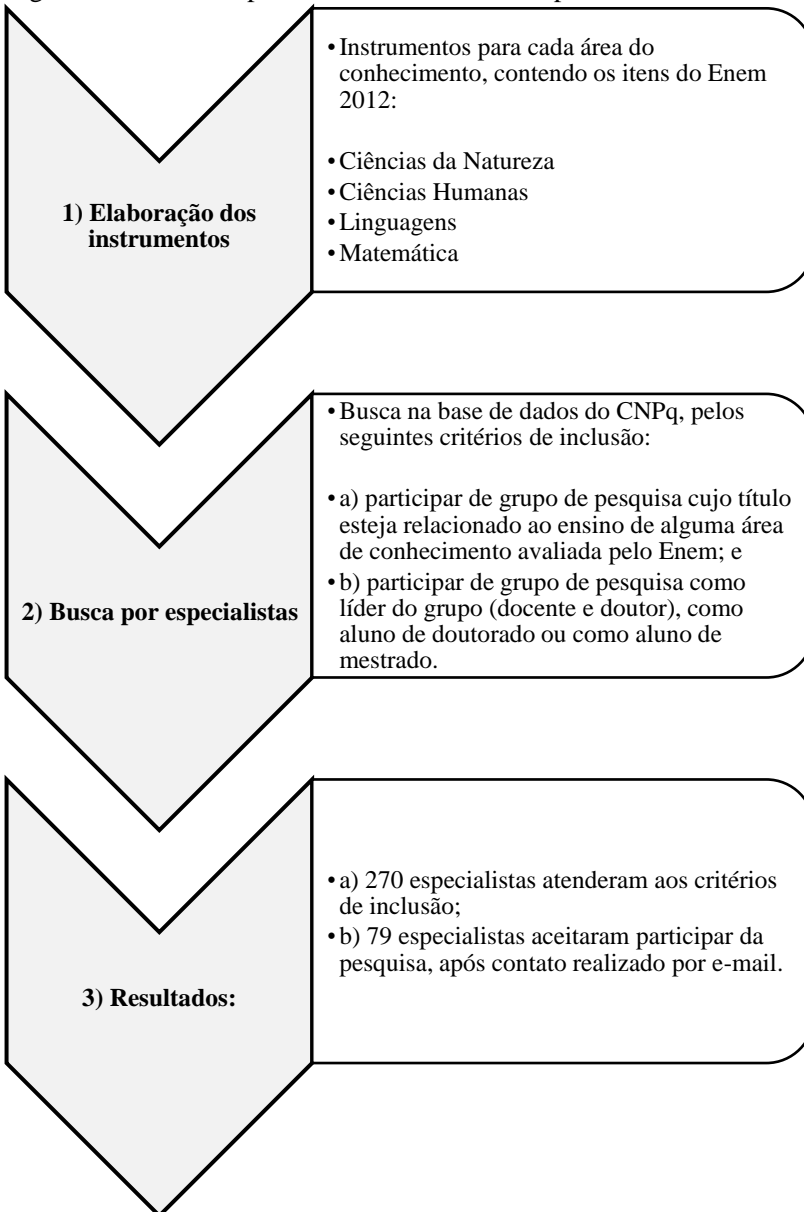 1) Elaboração dos
instrumentos
• Instrumentos para cada área do
conhecimento, contendo os itens do Enem
2012:
• Ciências da Natureza
• Ciências Humanas
• Linguagens
• Matemática
2) Busca por especialistas
• Busca na base de dados do CNPq, pelos
seguintes critérios de inclusão:
• a) participar de grupo de pesquisa cujo título
esteja relacionado ao ensino de alguma área
de conhecimento avaliada pelo Enem; e
• b) participar de grupo de pesquisa como
líder do grupo (docente e doutor), como
aluno de doutorado ou como aluno de
mestrado.
3) Resultados:
• a) 270 especialistas atenderam aos critérios
de inclusão;
• b) 79 especialistas aceitaram participar da
pesquisa, após contato realizado por e-mail.